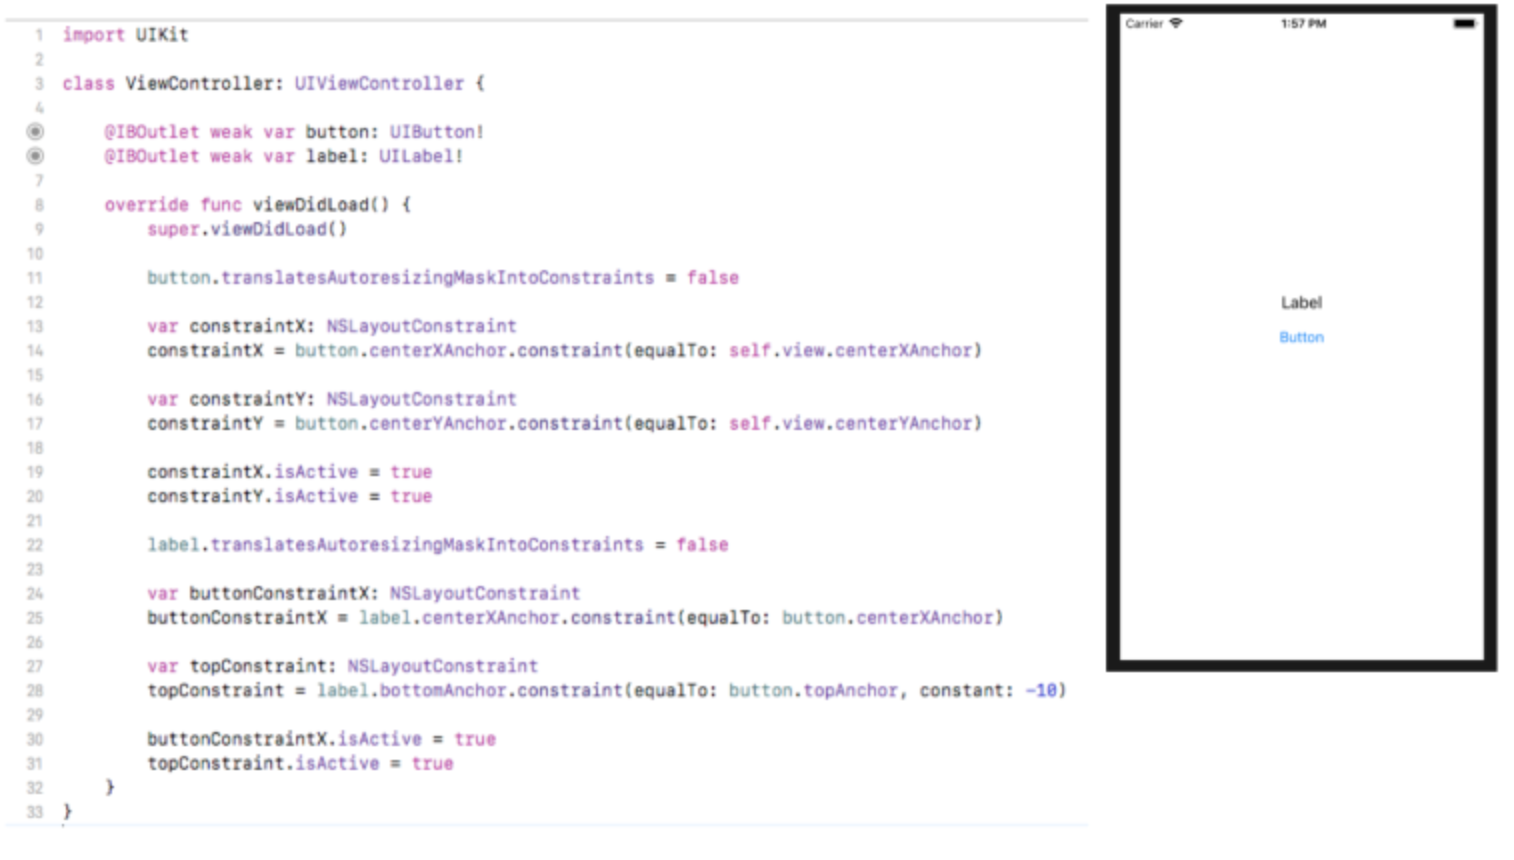 1 import UIKit
2
3 class ViewController: UIViewController {
4
@IBOutlet weak var button: UIButton!
@IBOutlet weak var label: UILabel!
7
8 override func viewDidLoad() {
9 super.viewDidLoad()
10
11 button.translatesAutoresizingMaskIntoConstraints = false
12
13 var constraintX: NSLayoutConstraint
14 constraintX = button.centerXAnchor.constraint(equalTo: self.view.centerXAnchor)
15
16 var constraintY: NSLayoutConstraint
17 constraintY = button.centerYAnchor.constraint(equalTo: self.view.centerYAnchor)
18
19 constraintX.isActive = true
20 constraintY.isActive = true
21
22 label.translatesAutoresizingMaskIntoConstraints = false
23
24 var buttonConstraintX: NSLayoutConstraint
25 buttonConstraintX = label.centerXAnchor.constraint(equalTo: button.centerXAnchor)
26
27 var topConstraint: NSLayoutConstraint
28 topConstraint = label.bottomAnchor.constraint(equalTo: button.topAnchor, constant: -10)
29
30 buttonConstraintX.isActive = true
31 topConstraint.isActive = true
32 }
33 }
Carrier 1:57 PM
Label
Button